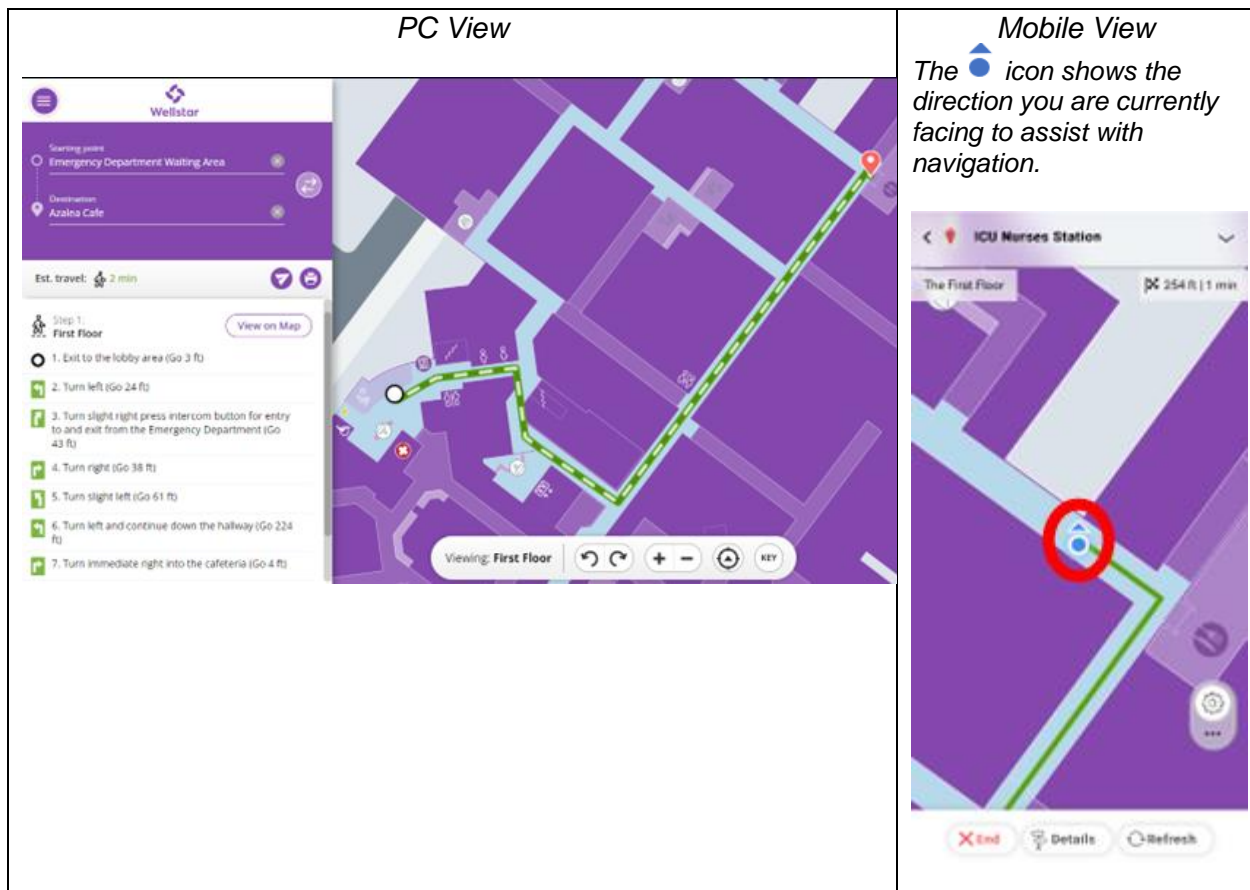 PC View
Wellstar
Starting point
Emergency Department Waiting Area
Destination
Azalea Cafe
Est. travel: 2 min
Step 1:
First Floor
View on Map
1. Exit to the lobby area (Go 3 ft)
2. Turn left (Go 24 ft)
3. Turn slight right press intercom button for entry
to and exit from the Emergency Department (Go
43 ft)
4. Turn right (Go 38 ft)
5. Turn slight left (Go 61 ft)
6. Turn left and continue down the hallway (Go 224
ft)
7. Turn immediate right into the cafeteria (Go 4 ft)
Viewing: First Floor
KEY
Mobile View
The icon shows the
direction you are currently
facing to assist with
navigation.
ICU Nurses Station
The First Floor
254 ft | 1 min
End
Details
Refresh